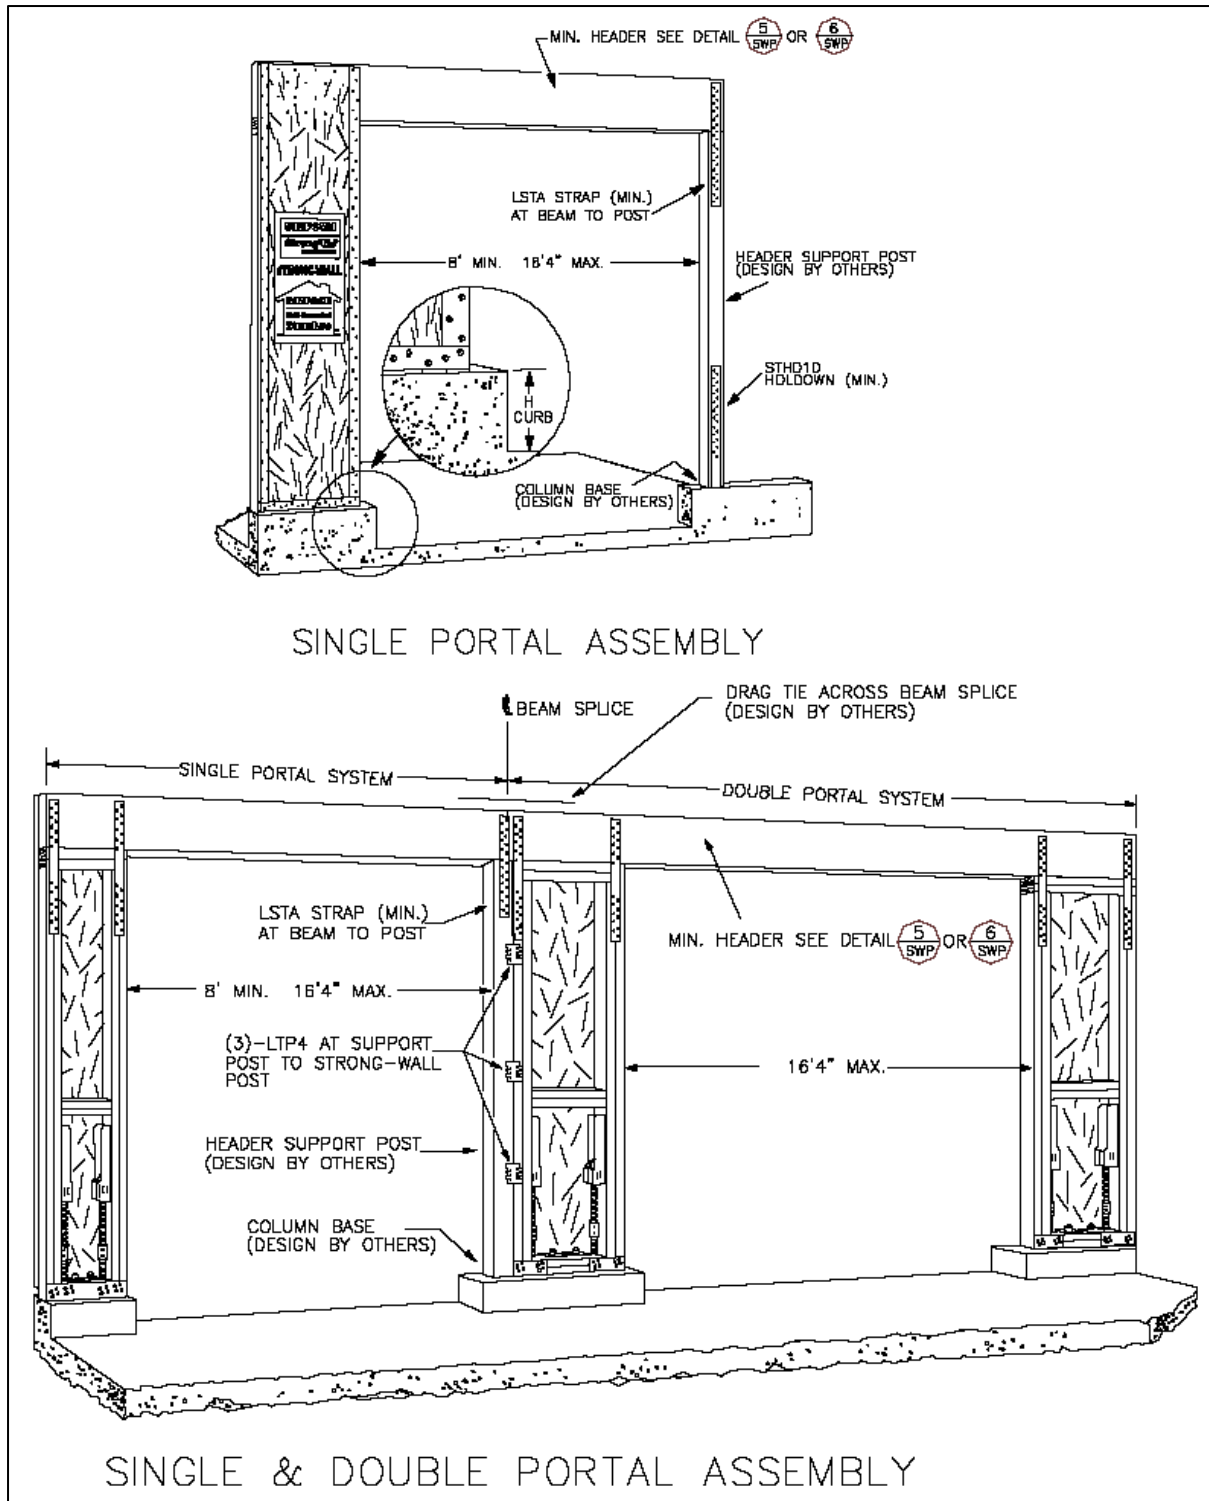 MIN. HEADER SEE DETAIL 5 SWP OR 6 SWP
LSTA STRAP (MIN.)
AT BEAM TO POST
SIMPSON
Strong-Tie
STRONG-WALL
8' MIN. 16'4" MAX.
HEADER SUPPORT POST
(DESIGN BY OTHERS)
STHD10
HOLDOWN (MIN.)
H
CURB
COLUMN BASE
(DESIGN BY OTHERS)
SINGLE PORTAL ASSEMBLY
BEAM SPLICE
DRAG TIE ACROSS BEAM SPLICE
(DESIGN BY OTHERS)
SINGLE PORTAL SYSTEM
DOUBLE PORTAL SYSTEM
LSTA STRAP (MIN.)
AT BEAM TO POST
MIN. HEADER SEE DETAIL 5 SWP OR 6 SWP
8' MIN. 16'4" MAX.
(3)-LTP4 AT SUPPORT
POST TO STRONG-WALL
POST
16'4" MAX.
HEADER SUPPORT POST
(DESIGN BY OTHERS)
COLUMN BASE
(DESIGN BY OTHERS)
SINGLE & DOUBLE PORTAL ASSEMBLY